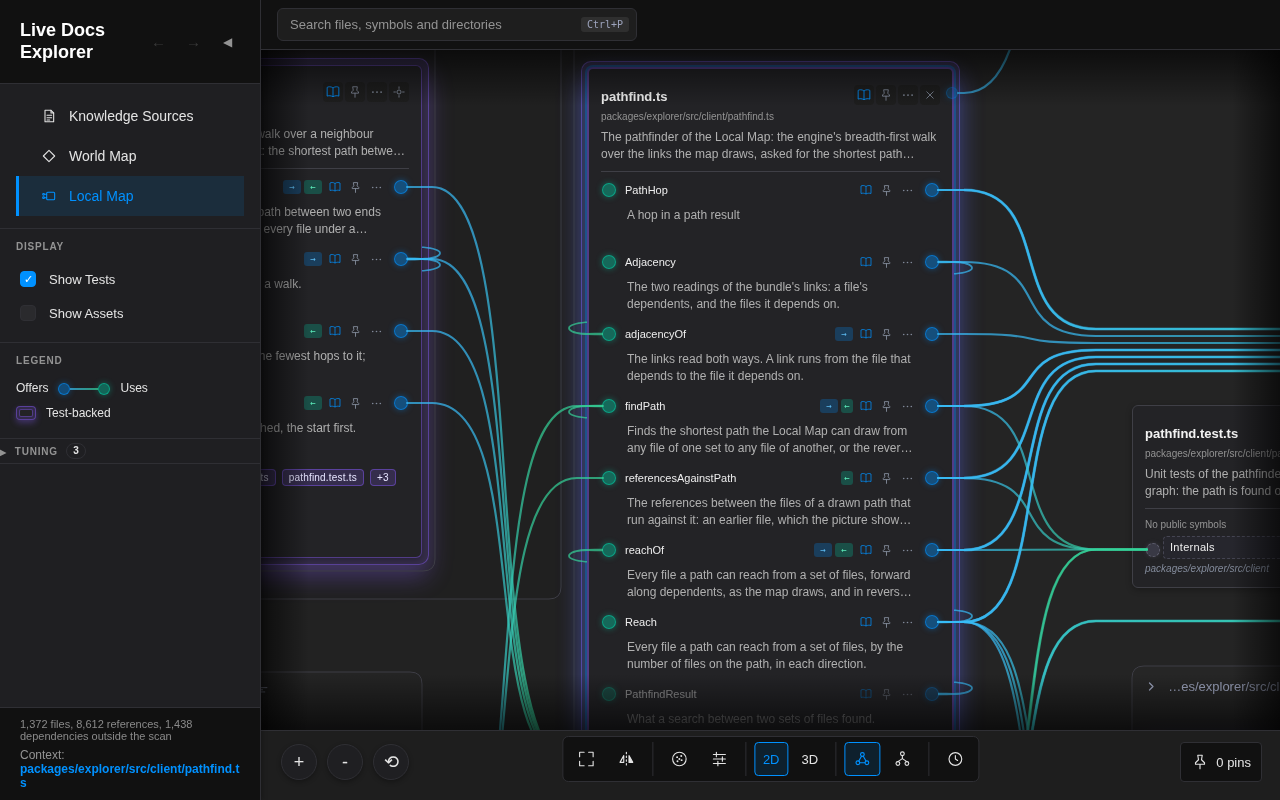 Live Docs
Explorer
Search files, symbols and directories
Ctrl+P
Knowledge Sources
World Map
Local Map
DISPLAY
Show Tests
Show Assets
LEGEND
Offers
Uses
Test-backed
TUNING
3
1,372 files, 8,612 references, 1,438
dependencies outside the scan
Context:
packages/explorer/src/client/pathfind.t
s
walk over a neighbour
: the shortest path betwe…
path between two ends
every file under a…
a walk.
he fewest hops to it;
hed, the start first.
ts
pathfind.test.ts
+3
pathfind.ts
packages/explorer/src/client/pathfind.ts
The pathfinder of the Local Map: the engine's breadth-first walk
over the links the map draws, asked for the shortest path…
PathHop
A hop in a path result
Adjacency
The two readings of the bundle's links: a file's
dependents, and the files it depends on.
adjacencyOf
The links read both ways. A link runs from the file that
depends to the file it depends on.
findPath
Finds the shortest path the Local Map can draw from
any file of one set to any file of another, or the rever…
referencesAgainstPath
The references between the files of a drawn path that
run against it: an earlier file, which the picture show…
reachOf
Every file a path can reach from a set of files, forward
along dependents, as the map draws, and in revers…
Reach
Every file a path can reach from a set of files, by the
number of files on the path, in each direction.
PathfindResult
What a search between two sets of files found.
pathfind.test.ts
packages/explorer/src/client/pa
Unit tests of the pathfinde
graph: the path is found o
No public symbols
Internals
packages/explorer/src/client
…es/explorer/src/cl
+
-
2D
3D
0 pins